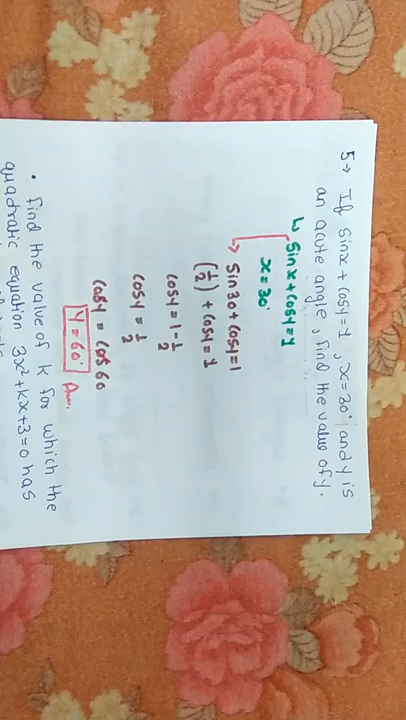 5→ If sinx + cosy = 1, x = 30° and y is
an acute angle, find the value of y.
↳ Sinx + cosy = 1
x = 30°
→ Sin30 + cosy = 1
(1/2) + cosy = 1
cosy = 1 - 1/2
cosy = 1/2
cosy = cos 60
y = 60° Ans.
• find the value of k for which the
quadratic equation 3x² + kx + 3 = 0 has